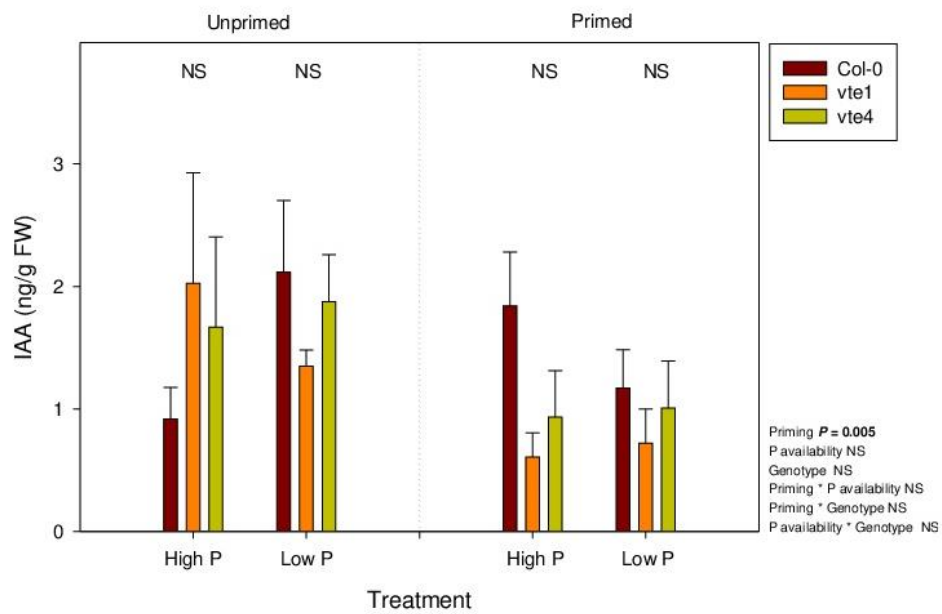 Unprimed
Primed
NS
NS
NS
NS
Col-0
vte1
vte4
3
2
1
0
IAA (ng/g FW)
Priming P = 0.005
P availability NS
Genotype NS
Priming * P availability NS
Priming * Genotype NS
P availability * Genotype NS
High P
Low P
High P
Low P
Treatment